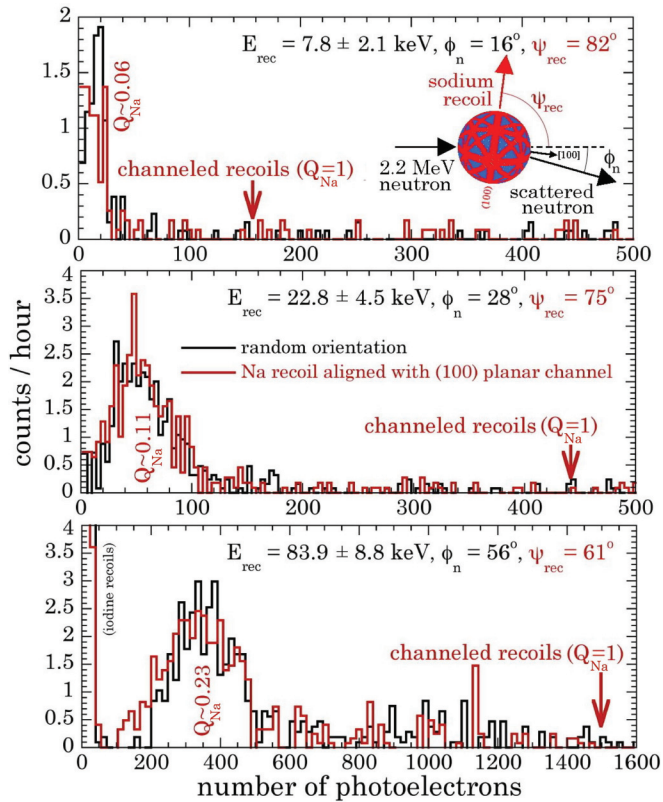 E_rec = 7.8 ± 2.1 keV, ϕ_n = 16°, ψ_rec = 82°
2
1.5
1
0.5
0
Q_Na~0.06
sodium
recoil
ψ_rec
channeled recoils (Q_Na=1)
2.2 MeV
neutron
[100]
ϕ_n
scattered
neutron
(100)
0 100 200 300 400 500
E_rec = 22.8 ± 4.5 keV, ϕ_n = 28°, ψ_rec = 75°
4
3.5
3
2.5
2
1.5
1
0.5
0
random orientation
Na recoil aligned with (100) planar channel
Q_Na~0.11
channeled recoils (Q_Na=1)
counts / hour
0 100 200 300 400 500
E_rec = 83.9 ± 8.8 keV, ϕ_n = 56°, ψ_rec = 61°
4
3.5
3
2.5
2
1.5
1
0.5
0
(iodine recoils)
Q_Na~0.23
channeled recoils (Q_Na=1)
0 200 400 600 800 1000 1200 1400 1600
number of photoelectrons